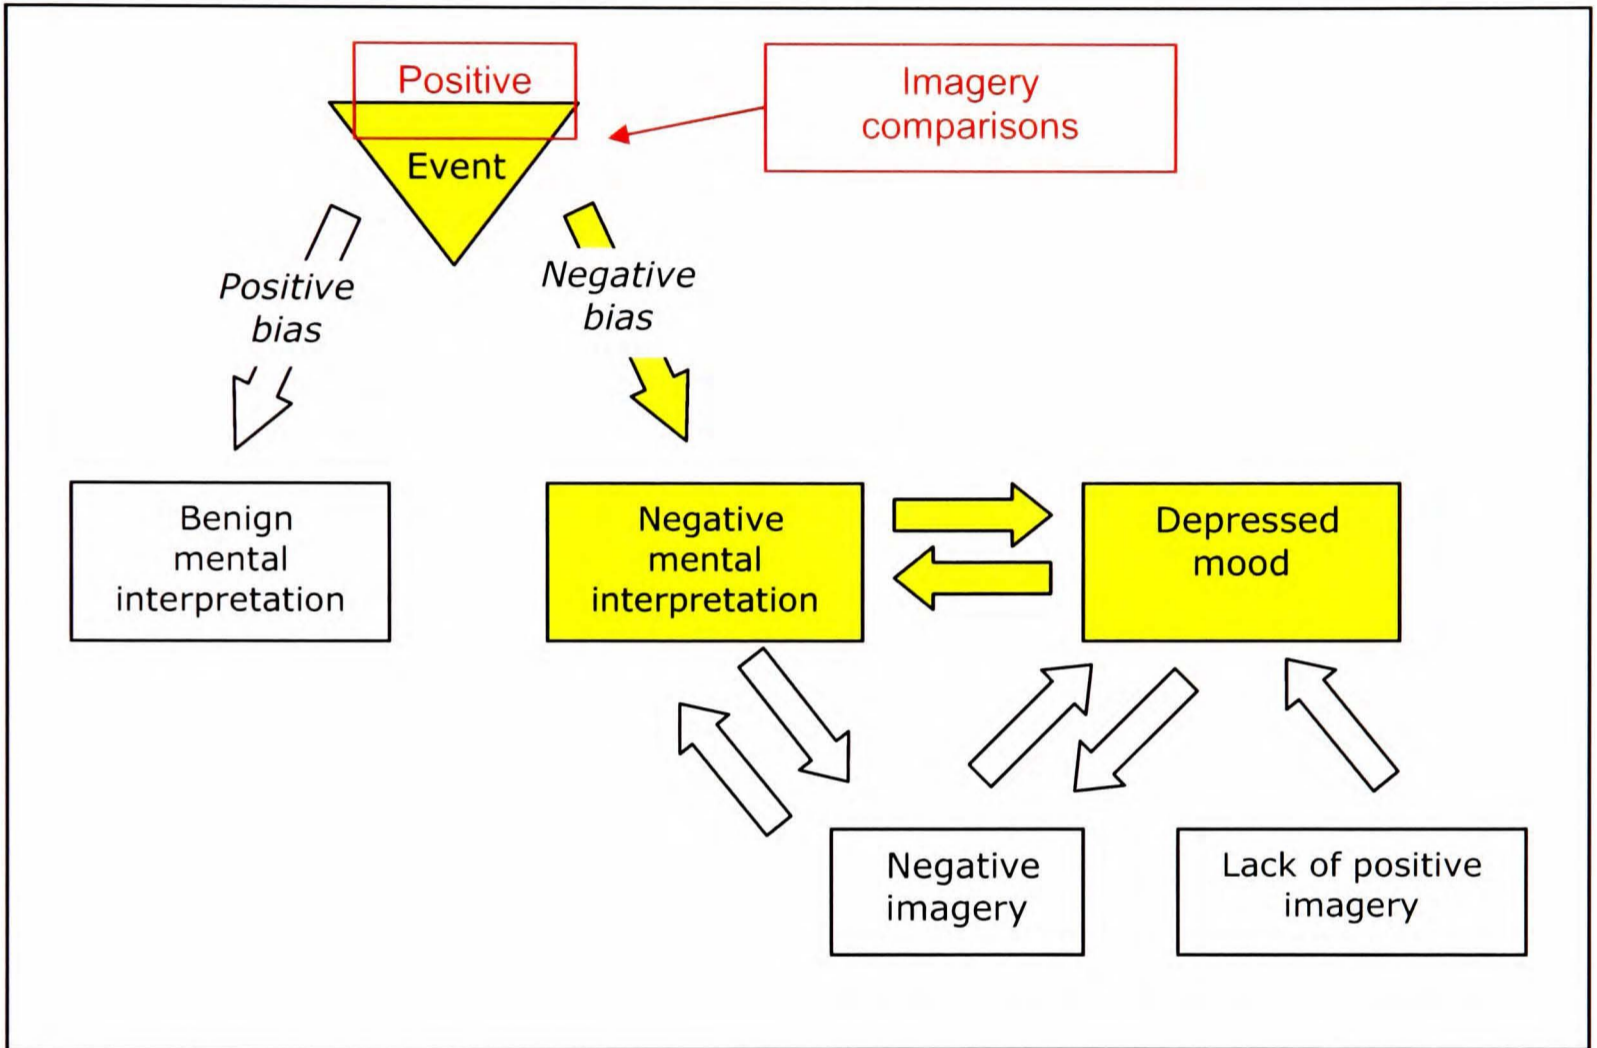 Positive
Imagery
comparisons
Event
Positive
bias
Negative
bias
Benign
mental
interpretation
Negative
mental
interpretation
Depressed
mood
Negative
imagery
Lack of positive
imagery